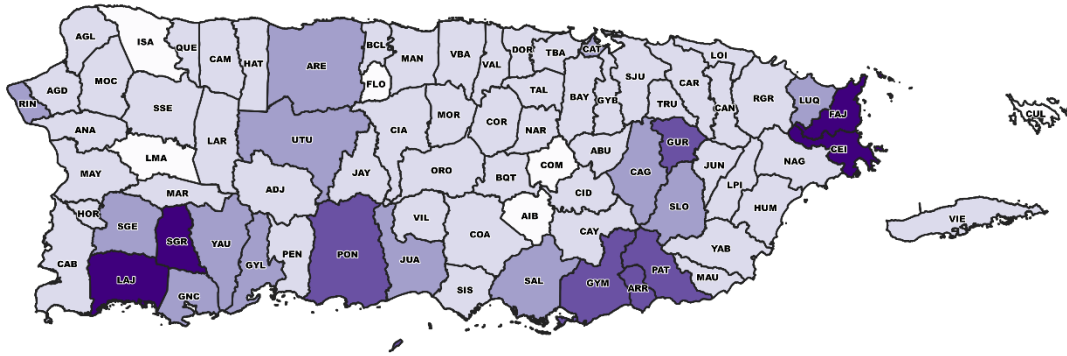 AGL
ISA
QUE
CAM
HAT
ARE
BCL
MAN
VBA
VAL
DOR
TBA
CAT
LOI
MOC
FLO
SJU
CAR
CAN
RGR
LUQ
FAJ
RIN
AGD
SSE
TAL
BAY
GYB
TRU
CUL
ANA
LAR
UTU
CIA
MOR
COR
NAR
GUR
CEI
LMA
ABU
JUN
NAG
MAY
MAR
ADJ
JAY
ORO
BQT
COM
CID
CAG
LPI
HOR
SGE
SGR
YAU
VIL
COA
AIB
CAY
SLO
HUM
VIE
CAB
LAJ
GNC
GYL
PEN
PON
JUA
SIS
SAL
GYM
ARR
PAT
MAU
YAB